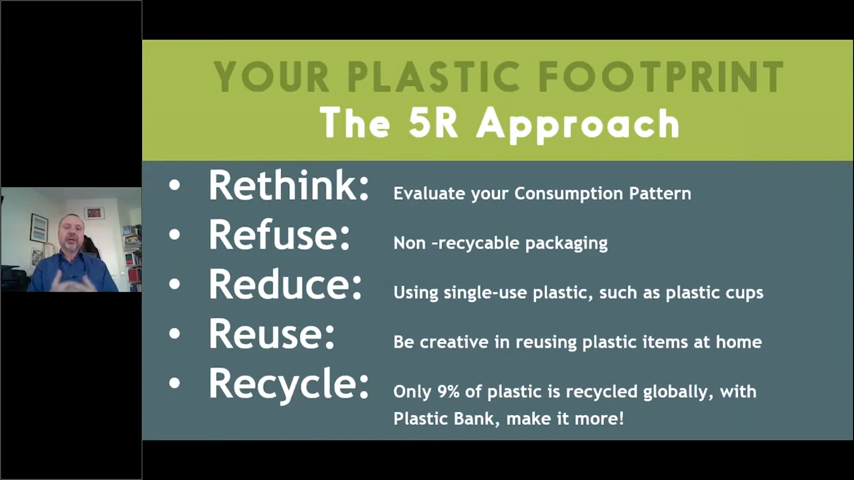 YOUR PLASTIC FOOTPRINT
The 5R Approach
• Rethink: Evaluate your Consumption Pattern
• Refuse: Non -recycable packaging
• Reduce: Using single-use plastic, such as plastic cups
• Reuse: Be creative in reusing plastic items at home
• Recycle: Only 9% of plastic is recycled globally, with
Plastic Bank, make it more!